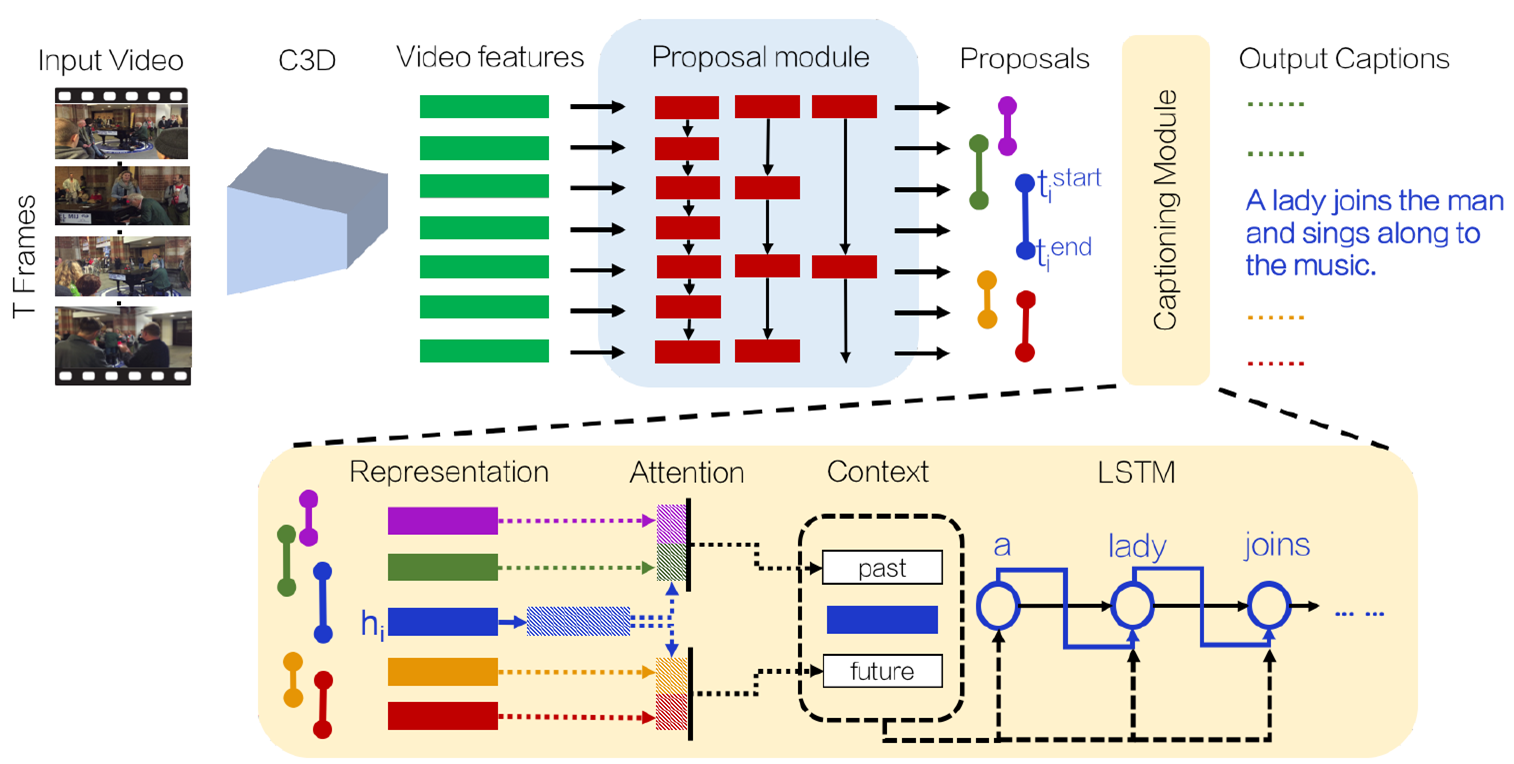 Input Video
C3D
Video features
Proposal module
Proposals
Output Captions
T Frames
t_i^start
t_i^end
Captioning Module
......
......
A lady joins the man
and sings along to
the music.
......
......
Representation
Attention
Context
LSTM
h_i
past
future
a
lady
joins
... ...